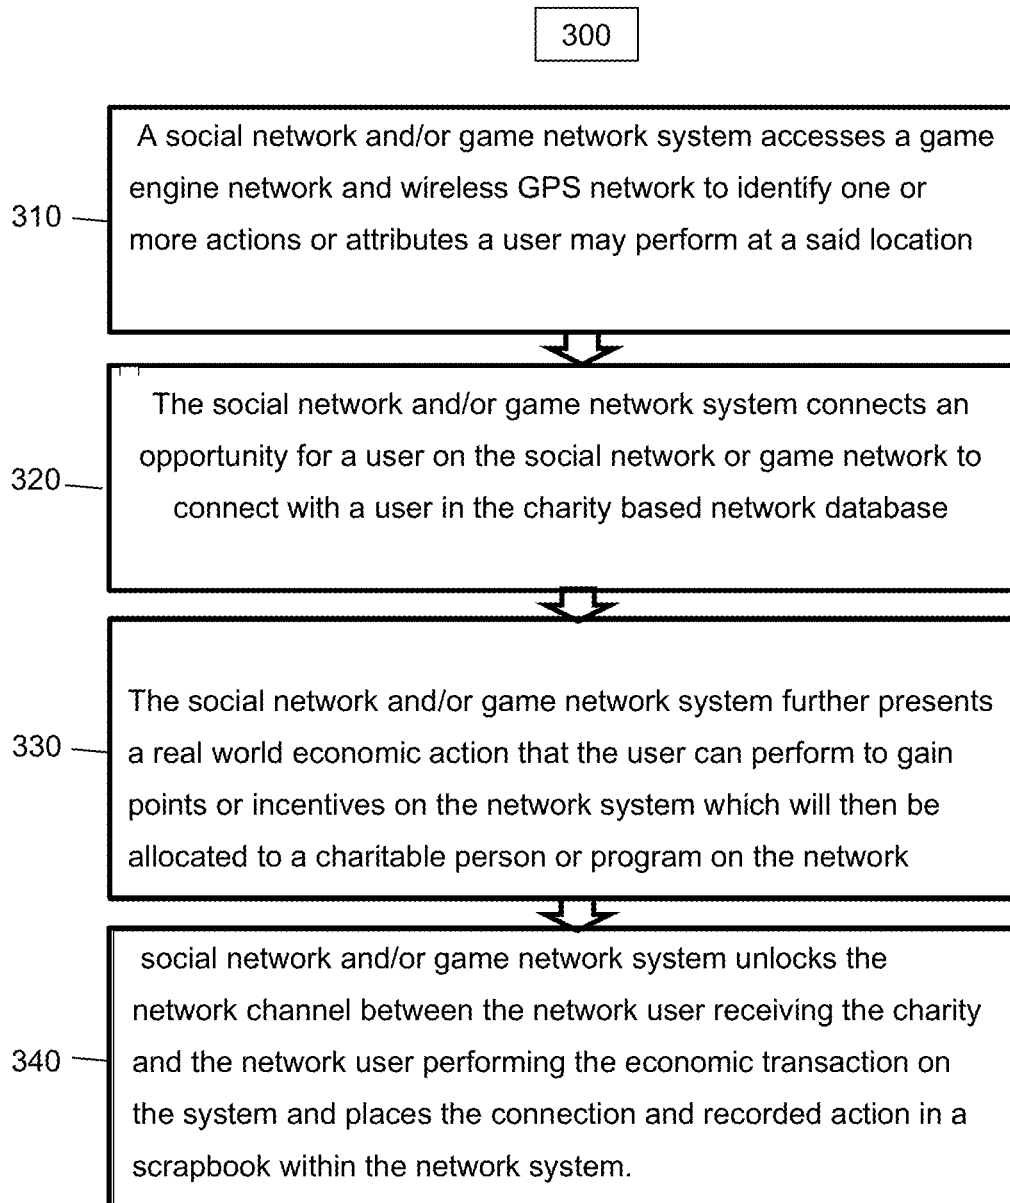 300
A social network and/or game network system accesses a game
engine network and wireless GPS network to identify one or
310
more actions or attributes a user may perform at a said location
The social network and/or game network system connects an
opportunity for a user on the social network or game network to
320
connect with a user in the charity based network database
The social network and/or game network system further presents
330
a real world economic action that the user can perform to gain
points or incentives on the network system which will then be
allocated to a charitable person or program on the network
social network and/or game network system unlocks the
network channel between the network user receiving the charity
340
and the network user performing the economic transaction on
the system and places the connection and recorded action in a
scrapbook within the network system.